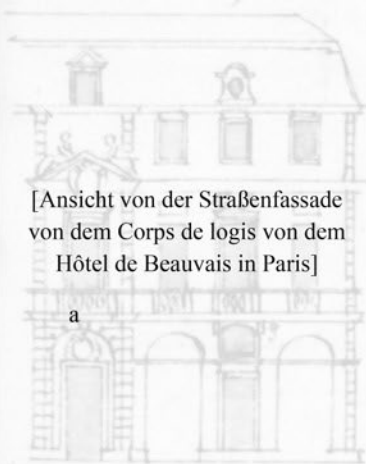 [Ansicht von der Straßenfassade
von dem Corps de logis von dem
Hôtel de Beauvais in Paris]
a